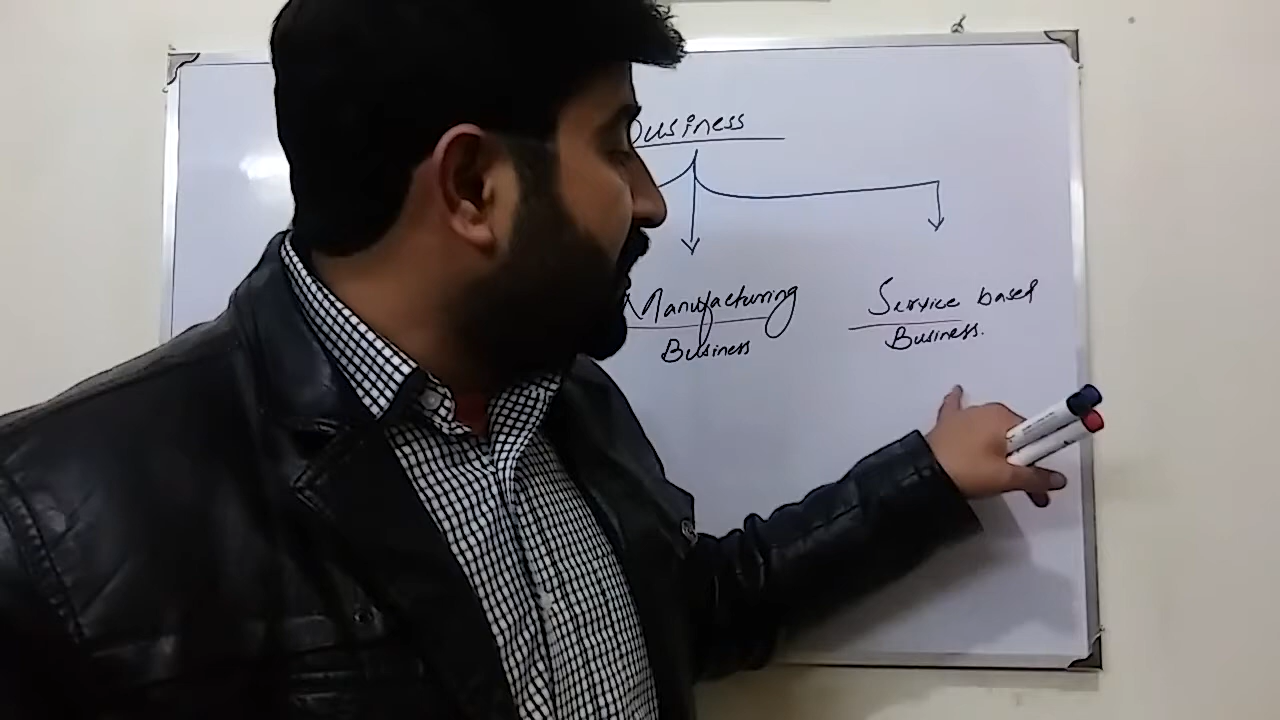 Business
Manufacturing
Business
Service based
Business.